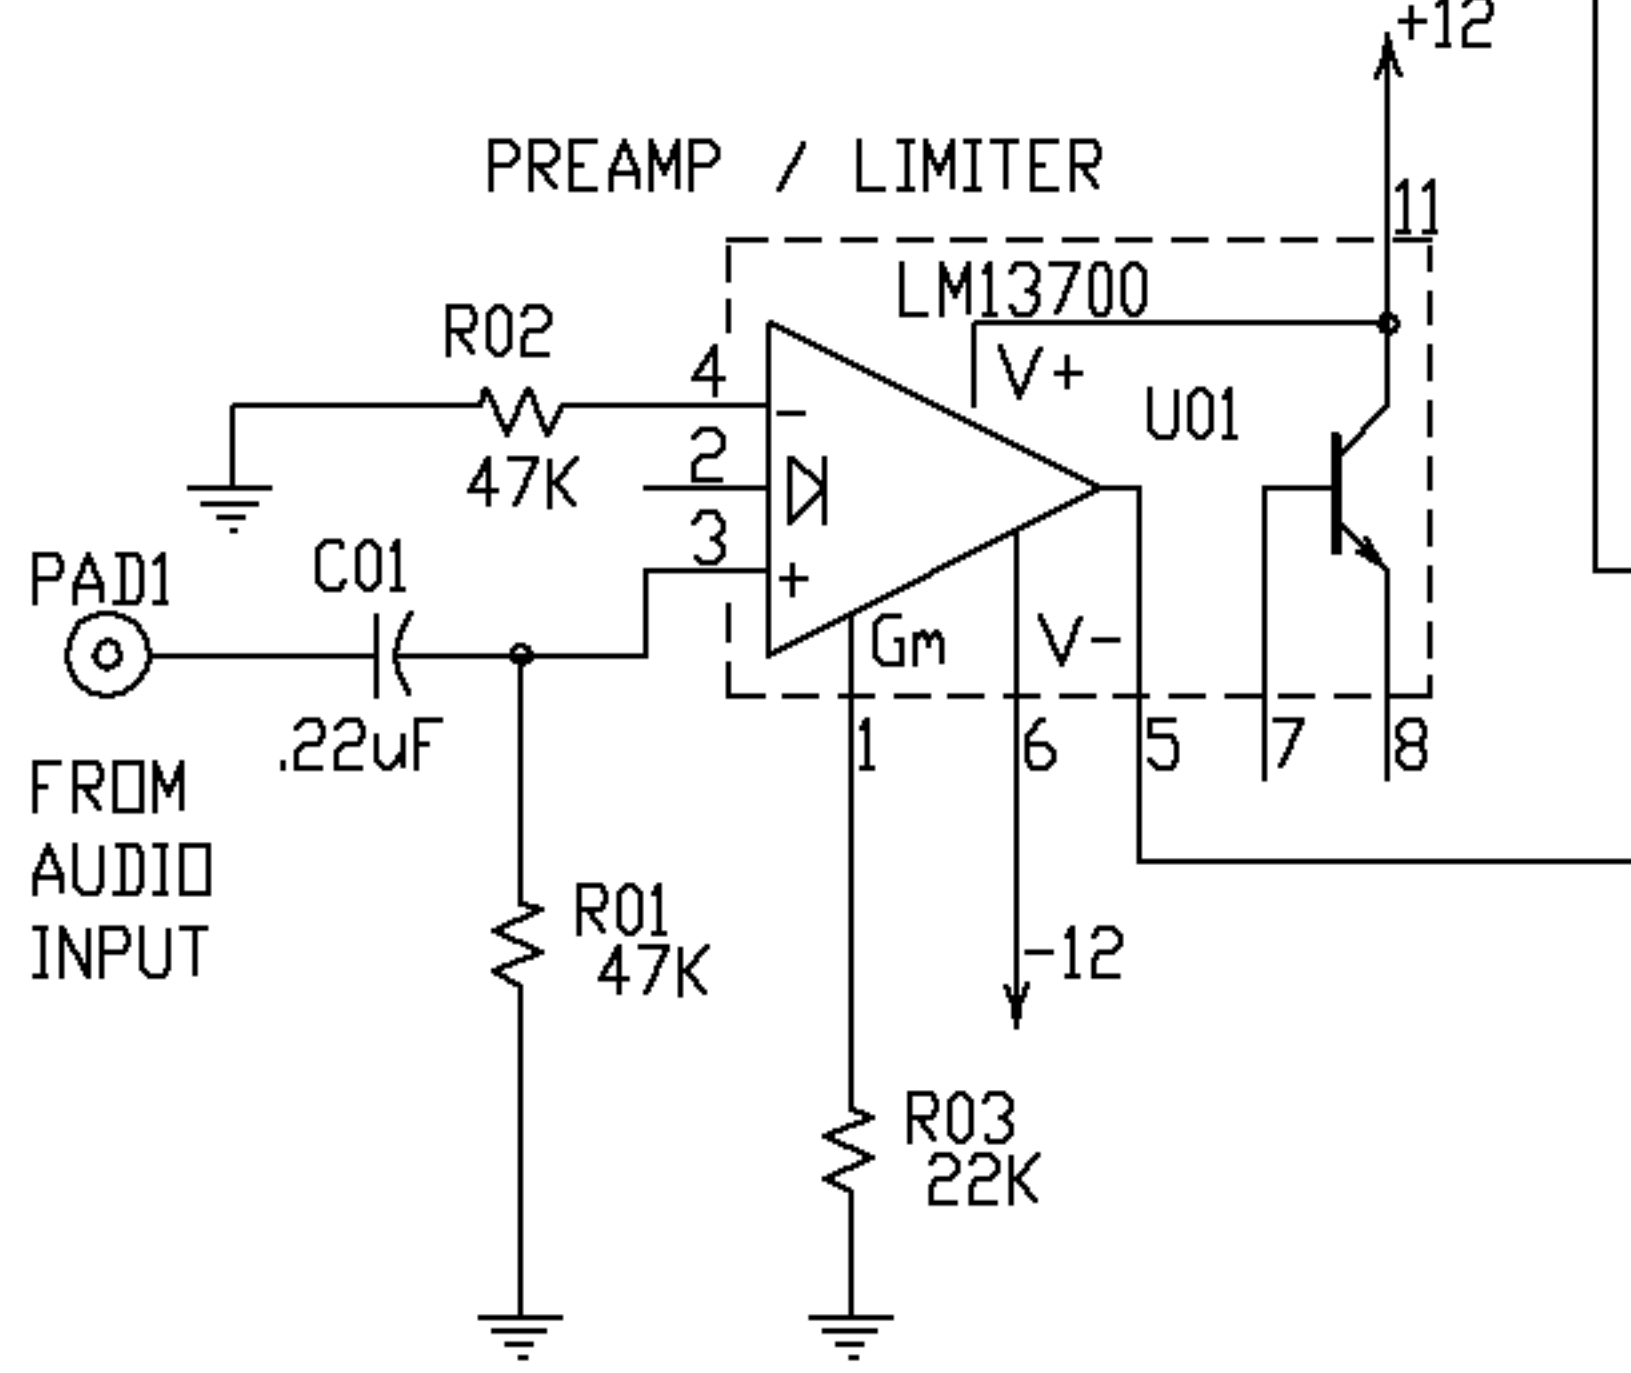 +12
PREAMP / LIMITER
11
LM13700
R02
4
-
V+
U01
47K
2
3
+
PAD1
C01
Gm
V-
.22uF
1
6
5
7
8
FROM
AUDIO
INPUT
R01
47K
-12
R03
22K